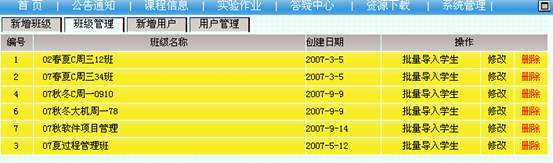 首 页 | 公告通知 | 课程信息 | 实验作业 | 答疑中心 | 资源下载 | 系统管理 |
新增班级 班级管理 新增用户 用户管理
编号 班级名称 创建日期 操作
1 02春夏C周三12班 2007-3-5 批量导入学生 修改 删除
2 07春夏C周三34班 2007-3-5 批量导入学生 修改 删除
4 07秋冬C周一0910 2007-9-9 批量导入学生 修改 删除
6 07秋冬大机周一78 2007-9-9 批量导入学生 修改 删除
7 07秋软件项目管理 2007-9-14 批量导入学生 修改 删除
3 07夏过程管理班 2007-5-12 批量导入学生 修改 删除